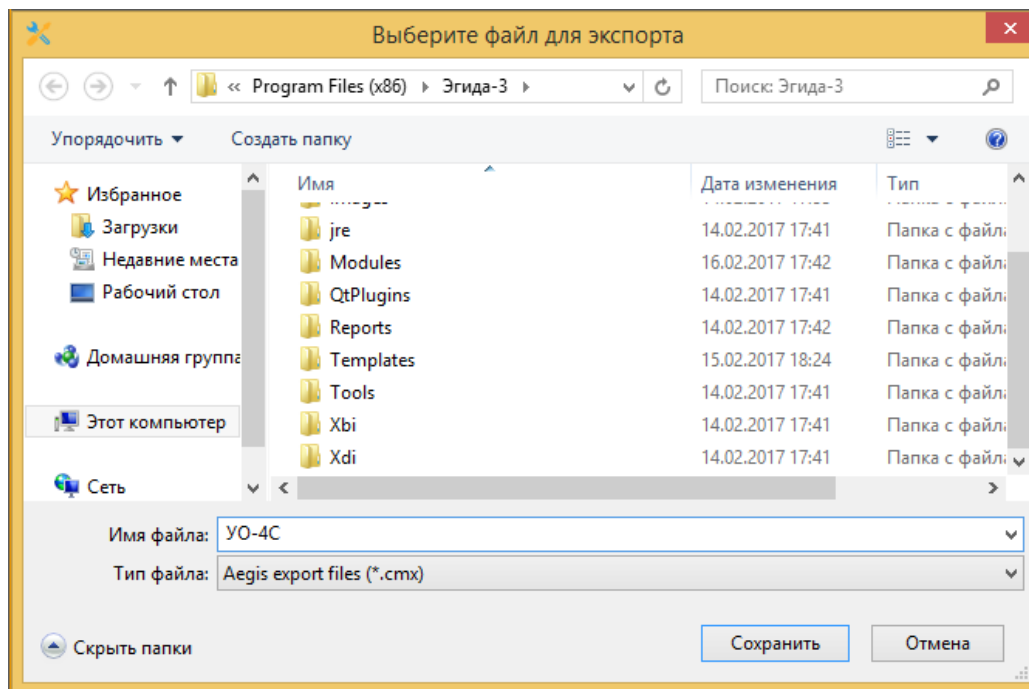 Выберите файл для экспорта
« Program Files (x86) Эгида-3
Поиск: Эгида-3
Упорядочить Создать папку
Имя Дата изменения Тип
jre 14.02.2017 17:41 Папка с файл
Modules 16.02.2017 17:42 Папка с файл
QtPlugins 14.02.2017 17:41 Папка с файл
Reports 14.02.2017 17:42 Папка с файл
Templates 15.02.2017 18:24 Папка с файл
Tools 14.02.2017 17:41 Папка с файл
Xbi 14.02.2017 17:41 Папка с файл
Xdi 14.02.2017 17:41 Папка с файл
Избранное
Загрузки
Недавние места
Рабочий стол
Домашняя группа
Этот компьютер
Сеть
Имя файла: УО-4С
Тип файла: Aegis export files (*.cmx)
Скрыть папки
Сохранить Отмена